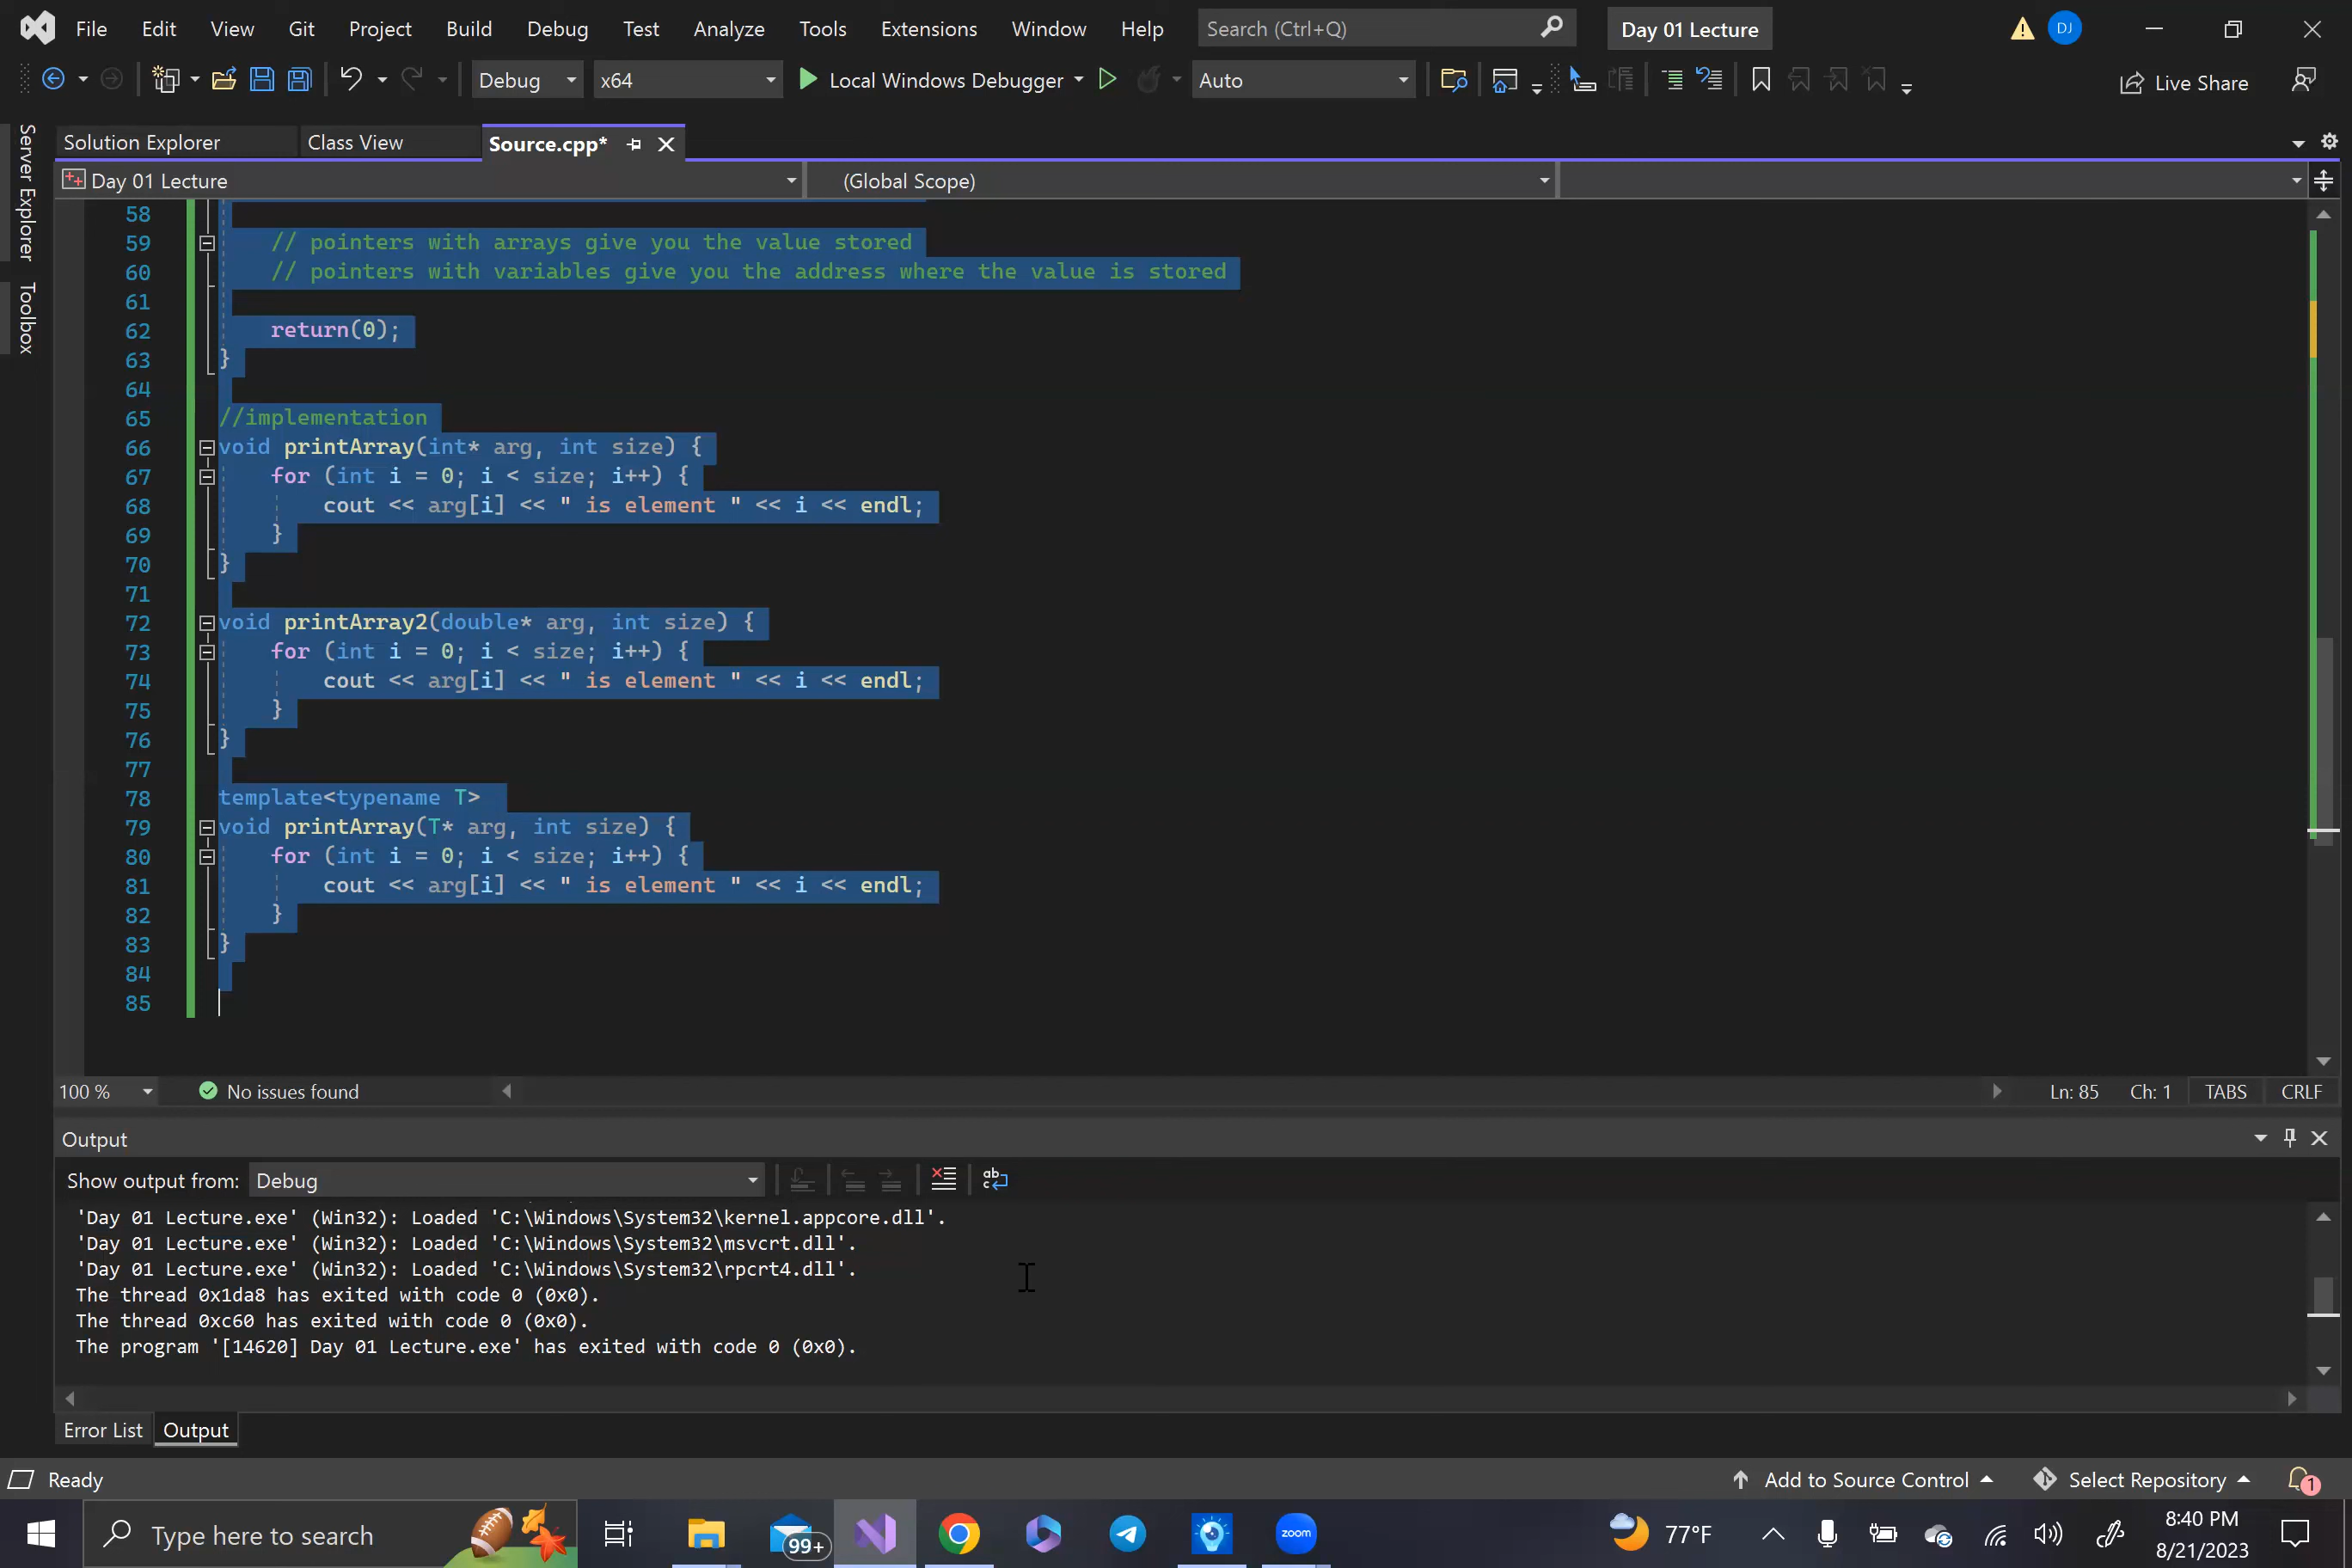 File Edit View Git Project Build Debug Test Analyze Tools Extensions Window Help Search (Ctrl+Q) Day 01 Lecture DJ
Debug x64 Local Windows Debugger Auto Live Share
Server Explorer
Toolbox
Solution Explorer Class View Source.cpp*
Day 01 Lecture (Global Scope)
58
59 // pointers with arrays give you the value stored
60 // pointers with variables give you the address where the value is stored
61
62 return(0);
63 }
64
65 //implementation
66 void printArray(int* arg, int size) {
67 for (int i = 0; i < size; i++) {
68 cout << arg[i] << " is element " << i << endl;
69 }
70 }
71
72 void printArray2(double* arg, int size) {
73 for (int i = 0; i < size; i++) {
74 cout << arg[i] << " is element " << i << endl;
75 }
76 }
77
78 template<typename T>
79 void printArray(T* arg, int size) {
80 for (int i = 0; i < size; i++) {
81 cout << arg[i] << " is element " << i << endl;
82 }
83 }
84
85
100 % No issues found Ln: 85 Ch: 1 TABS CRLF
Output
Show output from: Debug
'Day 01 Lecture.exe' (Win32): Loaded 'C:\Windows\System32\kernel.appcore.dll'.
'Day 01 Lecture.exe' (Win32): Loaded 'C:\Windows\System32\msvcrt.dll'.
'Day 01 Lecture.exe' (Win32): Loaded 'C:\Windows\System32\rpcrt4.dll'.
The thread 0x1da8 has exited with code 0 (0x0).
The thread 0xc60 has exited with code 0 (0x0).
The program '[14620] Day 01 Lecture.exe' has exited with code 0 (0x0).
Error List Output
Ready Add to Source Control Select Repository 1
Type here to search 99+ zoom 77°F 8:40 PM
8/21/2023